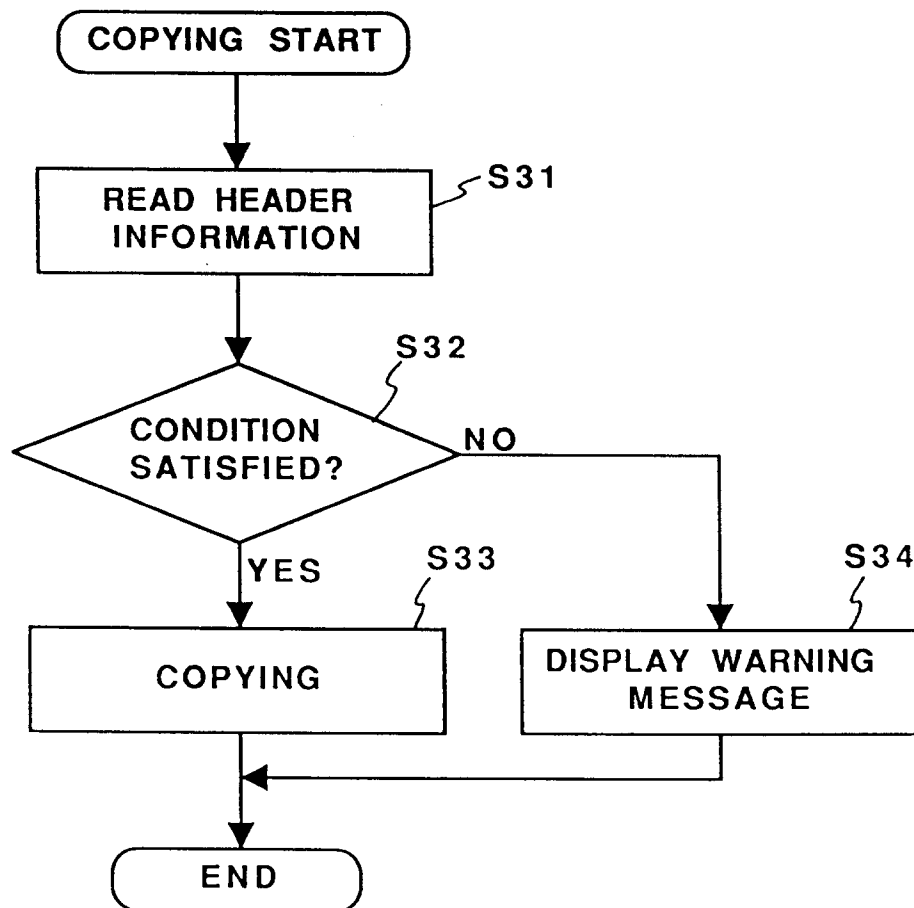 COPYING START
S31
READ HEADER
INFORMATION
S32
CONDITION
SATISFIED?
NO
YES
S33
S34
COPYING
DISPLAY WARNING
MESSAGE
END